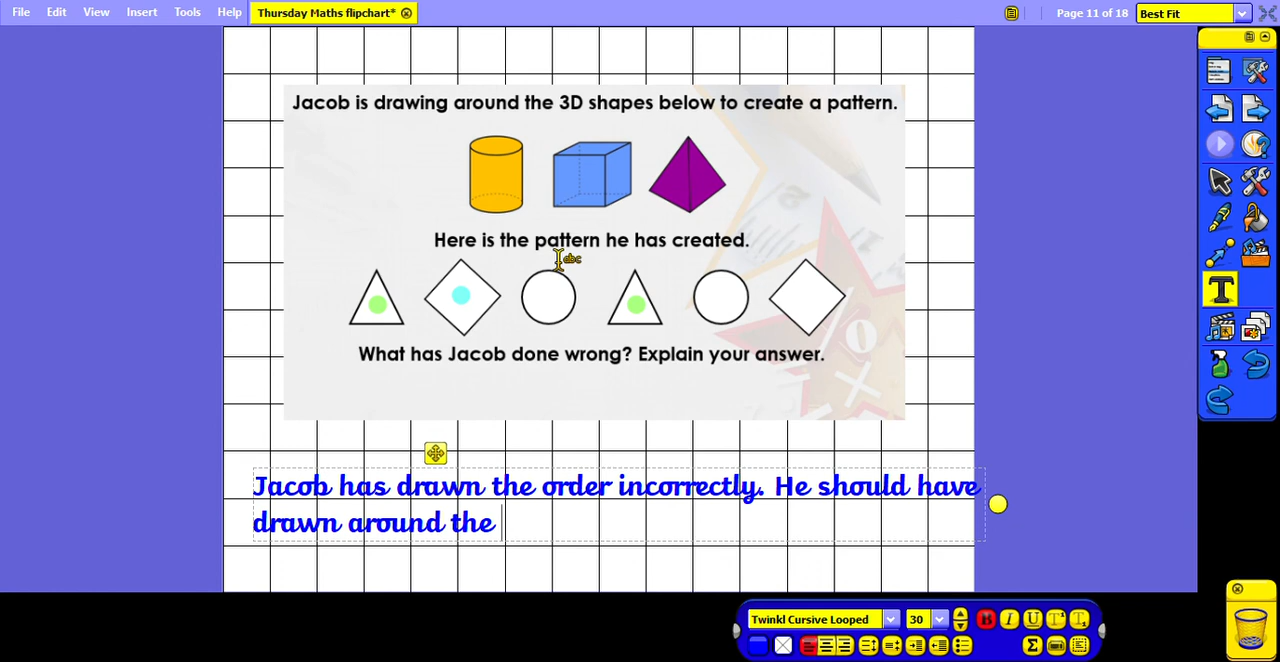 File Edit View Insert Tools Help Thursday Maths flipchart* Page 11 of 18 Best Fit
Jacob is drawing around the 3D shapes below to create a pattern.
Here is the pattern he has created.
abc
What has Jacob done wrong? Explain your answer.
Jacob has drawn the order incorrectly. He should have
drawn around the
Twinkl Cursive Looped 30 B I U T¹ T₁
Σ